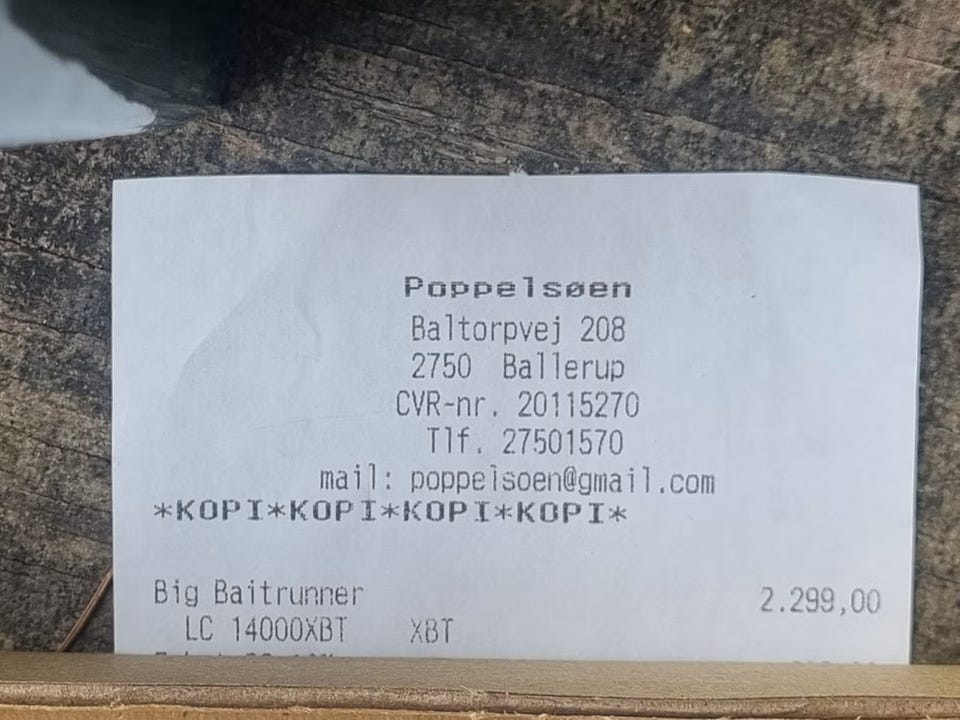 Poppelsøen
Baltorpvej 208
2750 Ballerup
CVR-nr. 20115270
Tlf. 27501570
mail: poppelsoen@gmail.com
*KOPI*KOPI*KOPI*KOPI*
Big Baitrunner 2.299,00
LC 14000XBT XBT